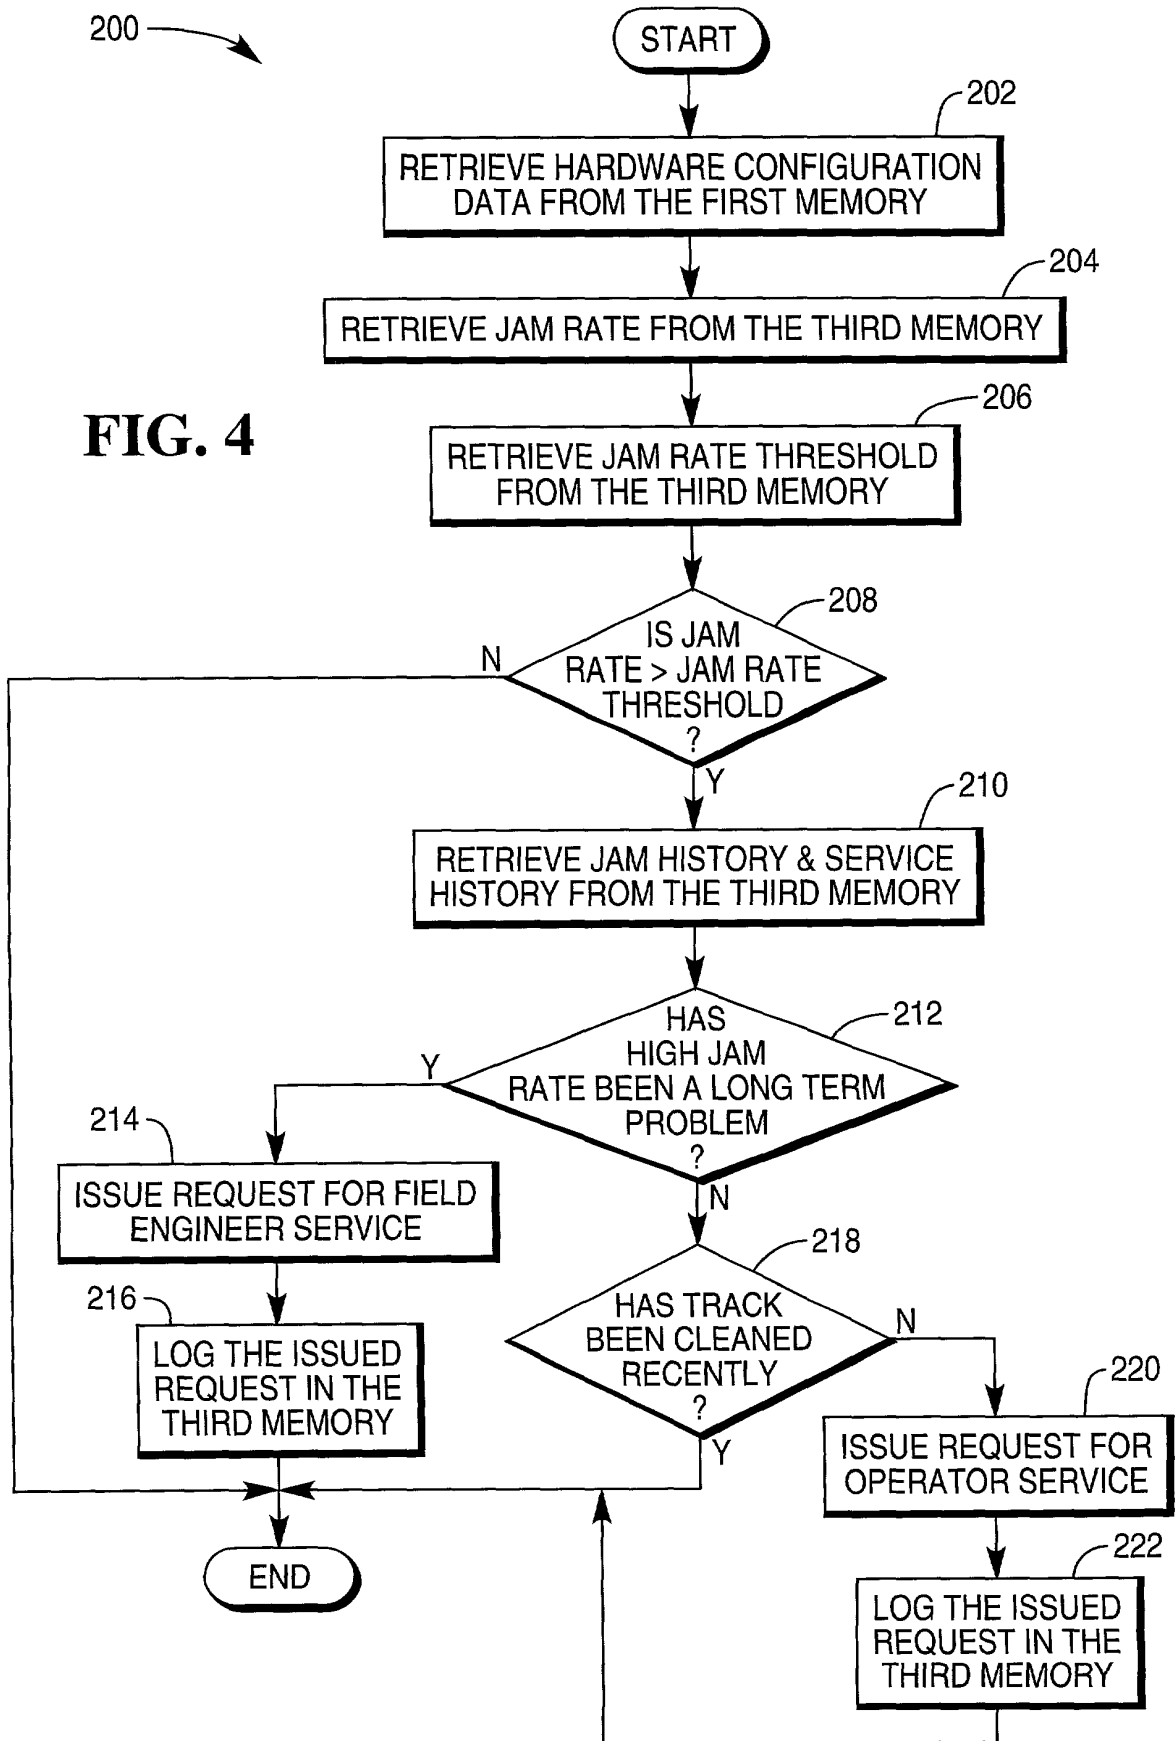 200
START
202
RETRIEVE HARDWARE CONFIGURATION
DATA FROM THE FIRST MEMORY
204
RETRIEVE JAM RATE FROM THE THIRD MEMORY
206
FIG. 4
RETRIEVE JAM RATE THRESHOLD
FROM THE THIRD MEMORY
208
IS JAM
RATE > JAM RATE
THRESHOLD
?
N
Y
210
RETRIEVE JAM HISTORY & SERVICE
HISTORY FROM THE THIRD MEMORY
212
HAS
HIGH JAM
RATE BEEN A LONG TERM
PROBLEM
?
Y
N
214
ISSUE REQUEST FOR FIELD
ENGINEER SERVICE
216
LOG THE ISSUED
REQUEST IN THE
THIRD MEMORY
218
HAS TRACK
BEEN CLEANED
RECENTLY
?
N
Y
220
ISSUE REQUEST FOR
OPERATOR SERVICE
END
222
LOG THE ISSUED
REQUEST IN THE
THIRD MEMORY